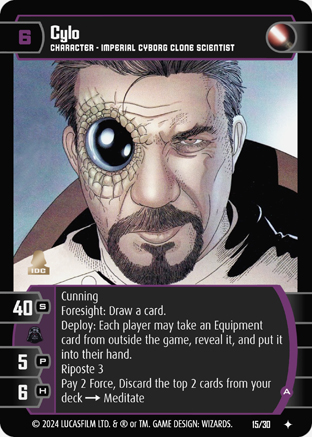 6
Cylo
CHARACTER - IMPERIAL CYBORG CLONE SCIENTIST
IDC
40 S
5 P
6 H
Cunning
Foresight: Draw a card.
Deploy: Each player may take an Equipment
card from outside the game, reveal it, and put it
into their hand.
Riposte 3
Pay 2 Force, Discard the top 2 cards from your
deck → Meditate
A
© 2024 LUCASFILM LTD. & ® or TM. GAME DESIGN: WIZARDS. 15/30